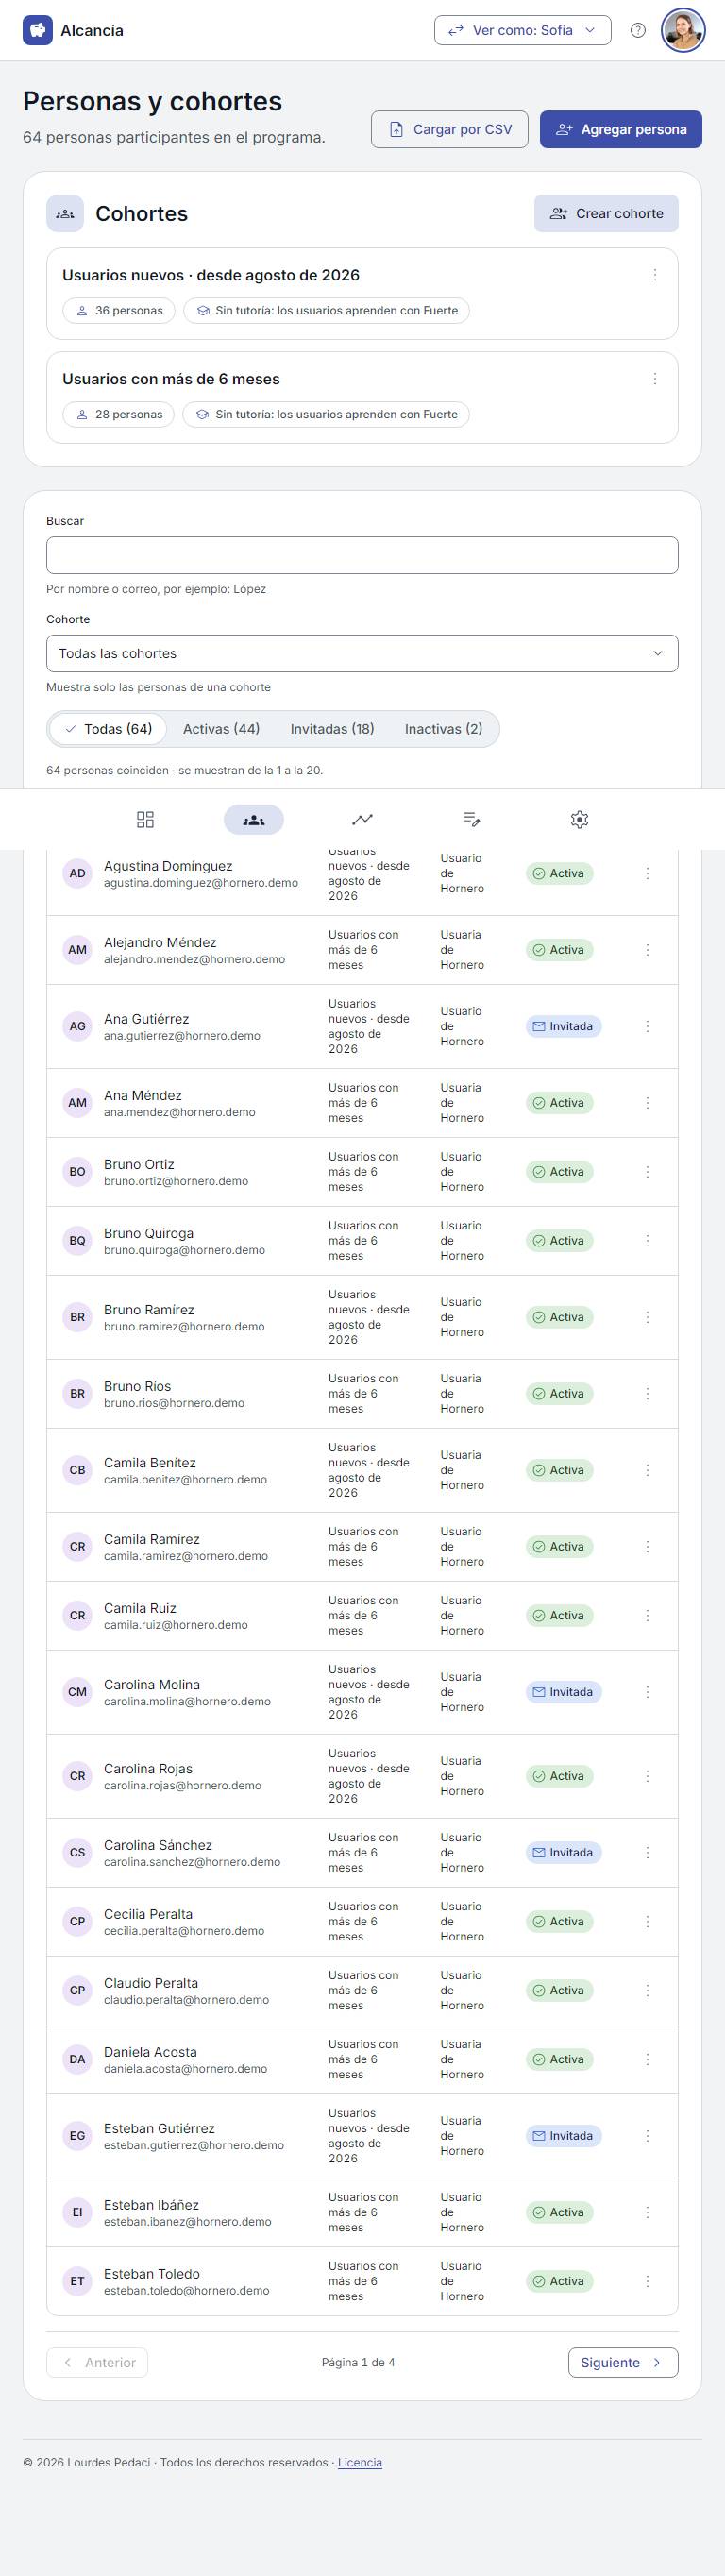 Alcancía
Ver como: Sofía
Personas y cohortes
64 personas participantes en el programa.
Cargar por CSV
Agregar persona
Cohortes
Crear cohorte
Usuarios nuevos · desde agosto de 2026
36 personas
Sin tutoría: los usuarios aprenden con Fuerte
Usuarios con más de 6 meses
28 personas
Sin tutoría: los usuarios aprenden con Fuerte
Buscar
Por nombre o correo, por ejemplo: López
Cohorte
Todas las cohortes
Muestra solo las personas de una cohorte
Todas (64)
Activas (44)
Invitadas (18)
Inactivas (2)
64 personas coinciden · se muestran de la 1 a la 20.
AD
Agustina Domínguez
agustina.dominguez@hornero.demo
Usuarios
nuevos · desde
agosto de
2026
Usuario
de
Hornero
Activa
AM
Alejandro Méndez
alejandro.mendez@hornero.demo
Usuarios con
más de 6
meses
Usuaria
de
Hornero
Activa
AG
Ana Gutiérrez
ana.gutierrez@hornero.demo
Usuarios
nuevos · desde
agosto de
2026
Usuario
de
Hornero
Invitada
AM
Ana Méndez
ana.mendez@hornero.demo
Usuarios con
más de 6
meses
Usuaria
de
Hornero
Activa
BO
Bruno Ortiz
bruno.ortiz@hornero.demo
Usuarios con
más de 6
meses
Usuario
de
Hornero
Activa
BQ
Bruno Quiroga
bruno.quiroga@hornero.demo
Usuarios con
más de 6
meses
Usuario
de
Hornero
Activa
BR
Bruno Ramírez
bruno.ramirez@hornero.demo
Usuarios
nuevos · desde
agosto de
2026
Usuario
de
Hornero
Activa
BR
Bruno Ríos
bruno.rios@hornero.demo
Usuarios con
más de 6
meses
Usuaria
de
Hornero
Activa
CB
Camila Benítez
camila.benitez@hornero.demo
Usuarios
nuevos · desde
agosto de
2026
Usuaria
de
Hornero
Activa
CR
Camila Ramírez
camila.ramirez@hornero.demo
Usuarios con
más de 6
meses
Usuario
de
Hornero
Activa
CR
Camila Ruiz
camila.ruiz@hornero.demo
Usuarios con
más de 6
meses
Usuario
de
Hornero
Activa
CM
Carolina Molina
carolina.molina@hornero.demo
Usuarios
nuevos · desde
agosto de
2026
Usuaria
de
Hornero
Invitada
CR
Carolina Rojas
carolina.rojas@hornero.demo
Usuarios
nuevos · desde
agosto de
2026
Usuaria
de
Hornero
Activa
CS
Carolina Sánchez
carolina.sanchez@hornero.demo
Usuarios con
más de 6
meses
Usuario
de
Hornero
Invitada
CP
Cecilia Peralta
cecilia.peralta@hornero.demo
Usuarios con
más de 6
meses
Usuario
de
Hornero
Activa
CP
Claudio Peralta
claudio.peralta@hornero.demo
Usuarios con
más de 6
meses
Usuario
de
Hornero
Activa
DA
Daniela Acosta
daniela.acosta@hornero.demo
Usuarios con
más de 6
meses
Usuaria
de
Hornero
Activa
EG
Esteban Gutiérrez
esteban.gutierrez@hornero.demo
Usuarios
nuevos · desde
agosto de
2026
Usuaria
de
Hornero
Invitada
EI
Esteban Ibáñez
esteban.ibanez@hornero.demo
Usuarios con
más de 6
meses
Usuario
de
Hornero
Activa
ET
Esteban Toledo
esteban.toledo@hornero.demo
Usuarios con
más de 6
meses
Usuario
de
Hornero
Activa
Anterior
Página 1 de 4
Siguiente
© 2026 Lourdes Pedaci · Todos los derechos reservados · Licencia